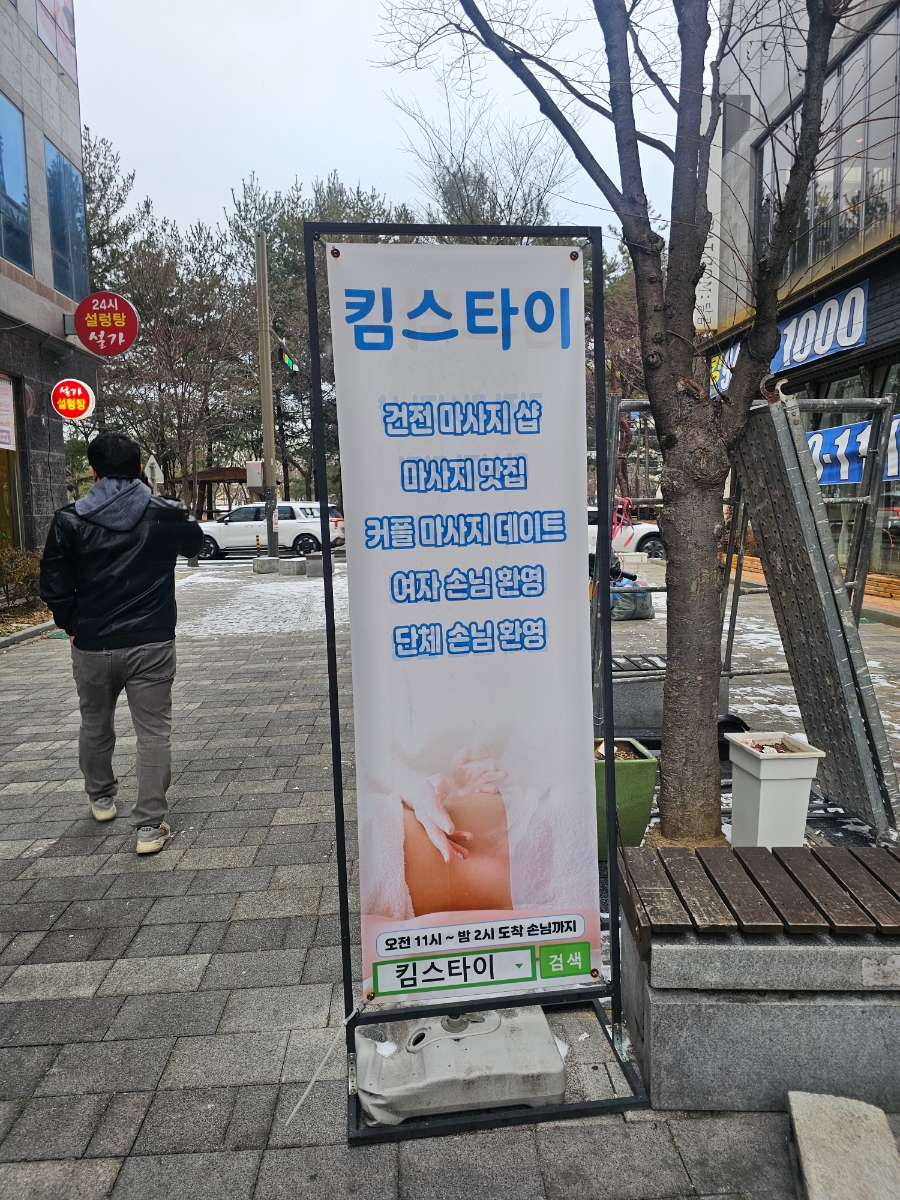 24시
설렁탕
설가
설가
설렁탕
킴스타이
건전 마사지 샵
마사지 맛집
커플 마사지 데이트
여자 손님 환영
단체 손님 환영
오전 11시 ~ 밤 2시 도착 손님까지
킴스타이
검색
1000